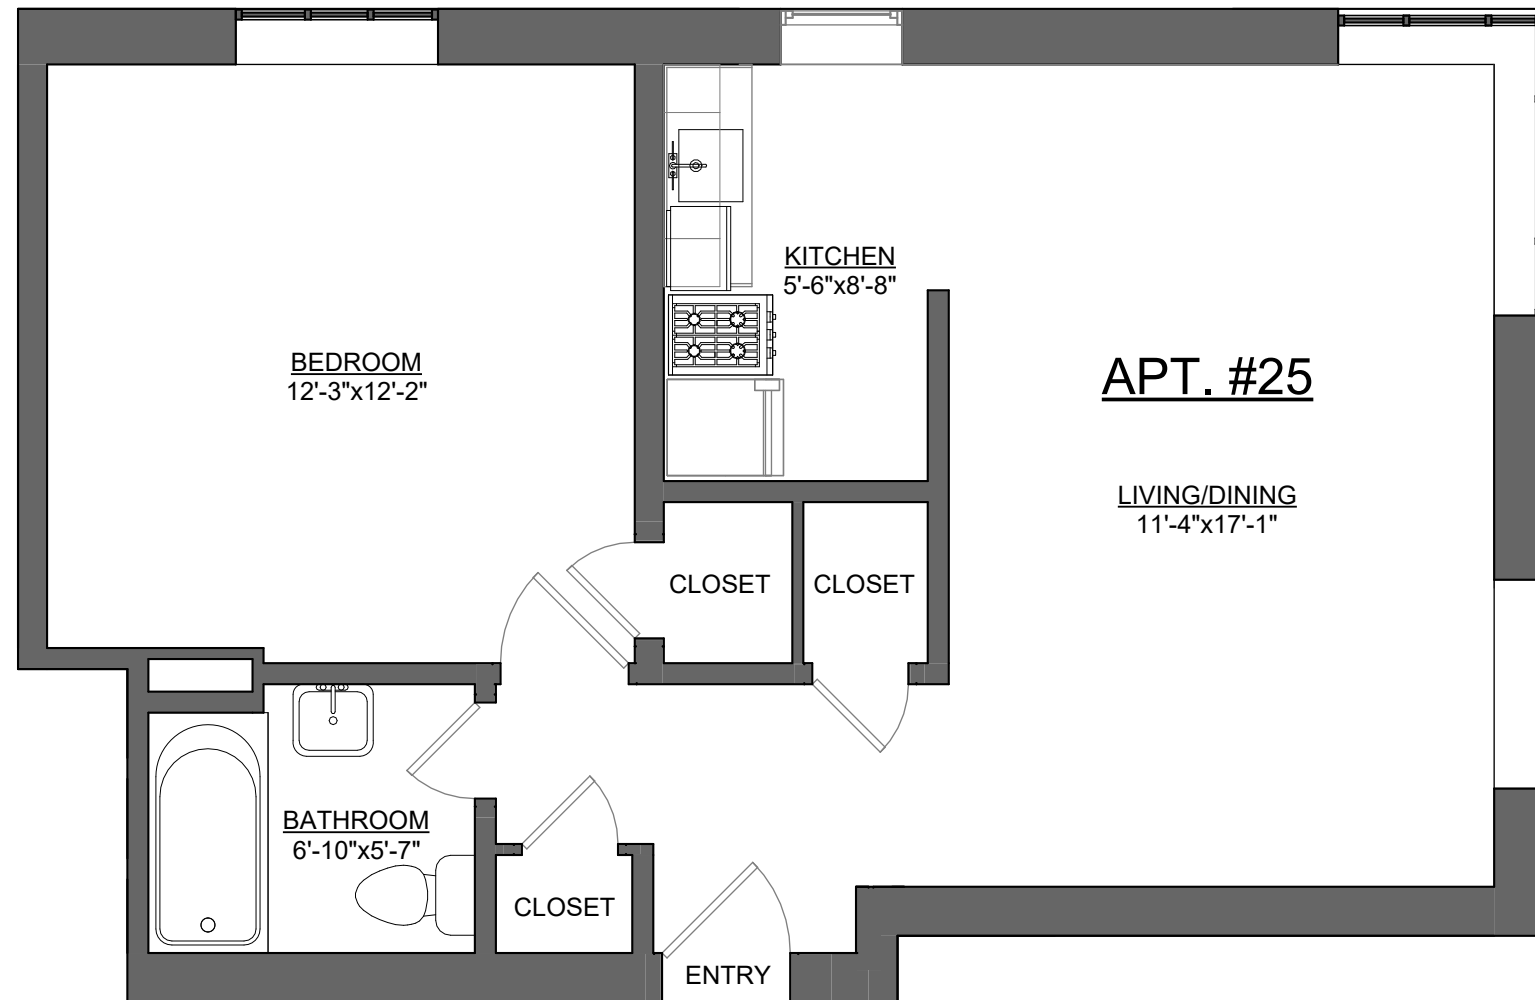 KITCHEN
5'-6"x8'-8"
BEDROOM
12'-3"x12'-2"
APT. #25
LIVING/DINING
11'-4"x17'-1"
CLOSET
CLOSET
BATHROOM
6'-10"x5'-7"
CLOSET
ENTRY